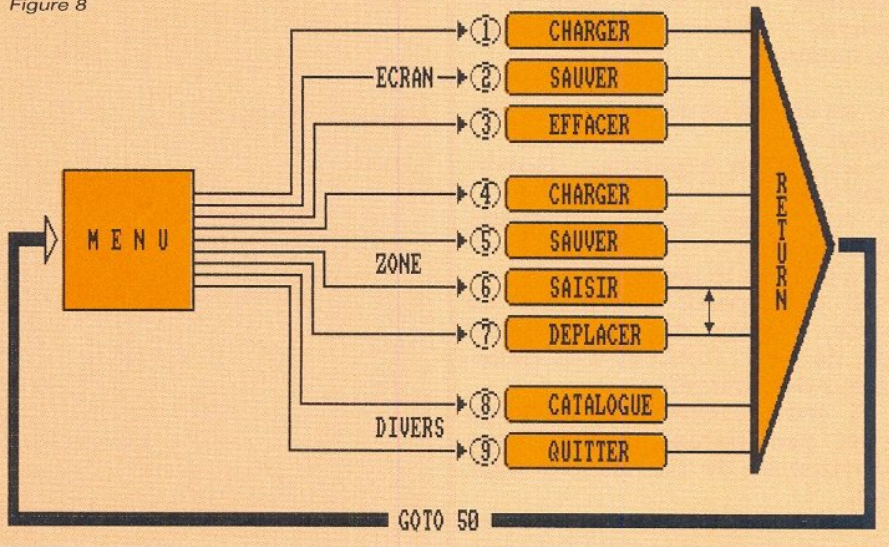 Figure 8
1 CHARGER
ECRAN 2 SAUVER
3 EFFACER
4 CHARGER
MENU
5 SAUVER
ZONE
6 SAISIR
7 DEPLACER
8 CATALOGUE
DIVERS
9 QUITTER
RETURN
GOTO 50